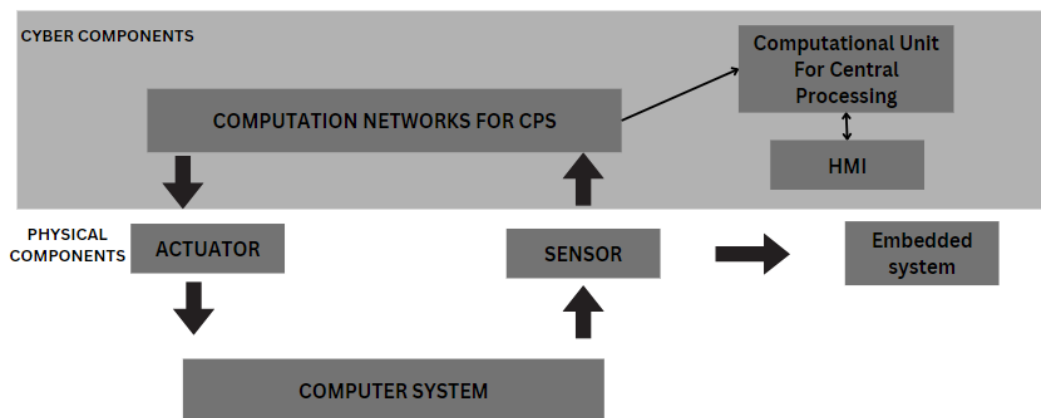 CYBER COMPONENTS
Computational Unit
For Central
Processing
COMPUTATION NETWORKS FOR CPS
HMI
PHYSICAL
COMPONENTS
ACTUATOR
SENSOR
Embedded
system
COMPUTER SYSTEM